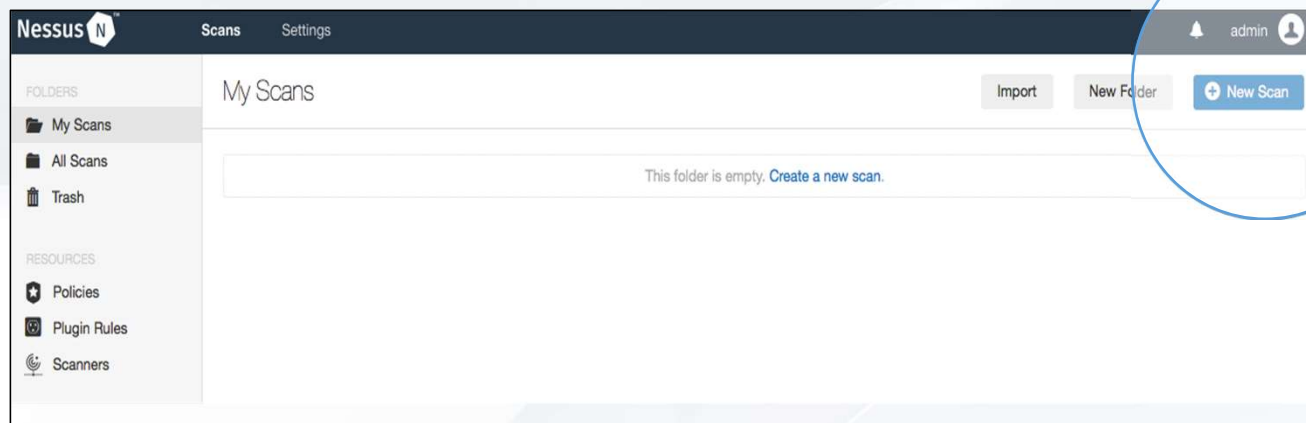 Nessus N ™
Scans Settings
admin
FOLDERS
My Scans
All Scans
Trash
RESOURCES
Policies
Plugin Rules
Scanners
My Scans
Import New Folder New Scan
This folder is empty. Create a new scan.